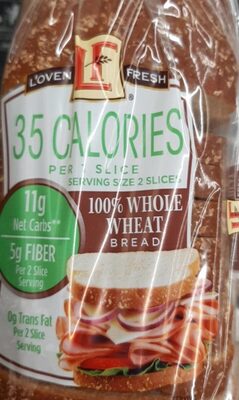 L'OVEN FRESH
35 CALORIES
PER 1 SLICE
SERVING SIZE 2 SLICES
11g
Net Carbs**
5g FIBER
Per 2 Slice
Serving
100% WHOLE
WHEAT
BREAD
0g Trans Fat
Per 2 Slice
Serving